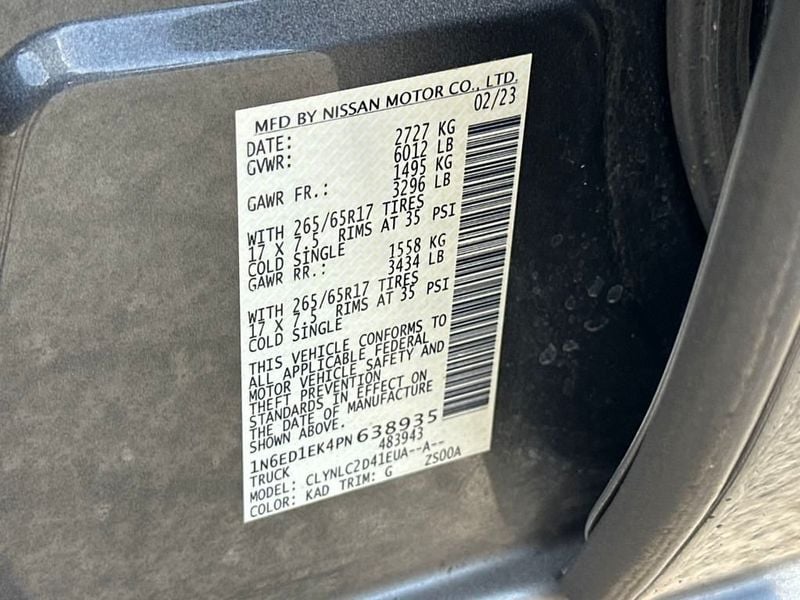 MFD BY NISSAN MOTOR CO., LTD.
DATE: 02/23
GVWR: 2727 KG
6012 LB
GAWR FR.: 1495 KG
3296 LB
WITH 265/65R17 TIRES
17 X 7.5 RIMS AT 35 PSI
COLD SINGLE
GAWR RR.: 1558 KG
3434 LB
WITH 265/65R17 TIRES
17 X 7.5 RIMS AT 35 PSI
COLD SINGLE
THIS VEHICLE CONFORMS TO
ALL APPLICABLE FEDERAL
MOTOR VEHICLE SAFETY AND
THEFT PREVENTION
STANDARDS IN EFFECT ON
THE DATE OF MANUFACTURE
SHOWN ABOVE.
1N6ED1EK4PN638935
TRUCK 483943
MODEL: CLYNLC2D41EUA--A--
COLOR: KAD TRIM: G ZS00A